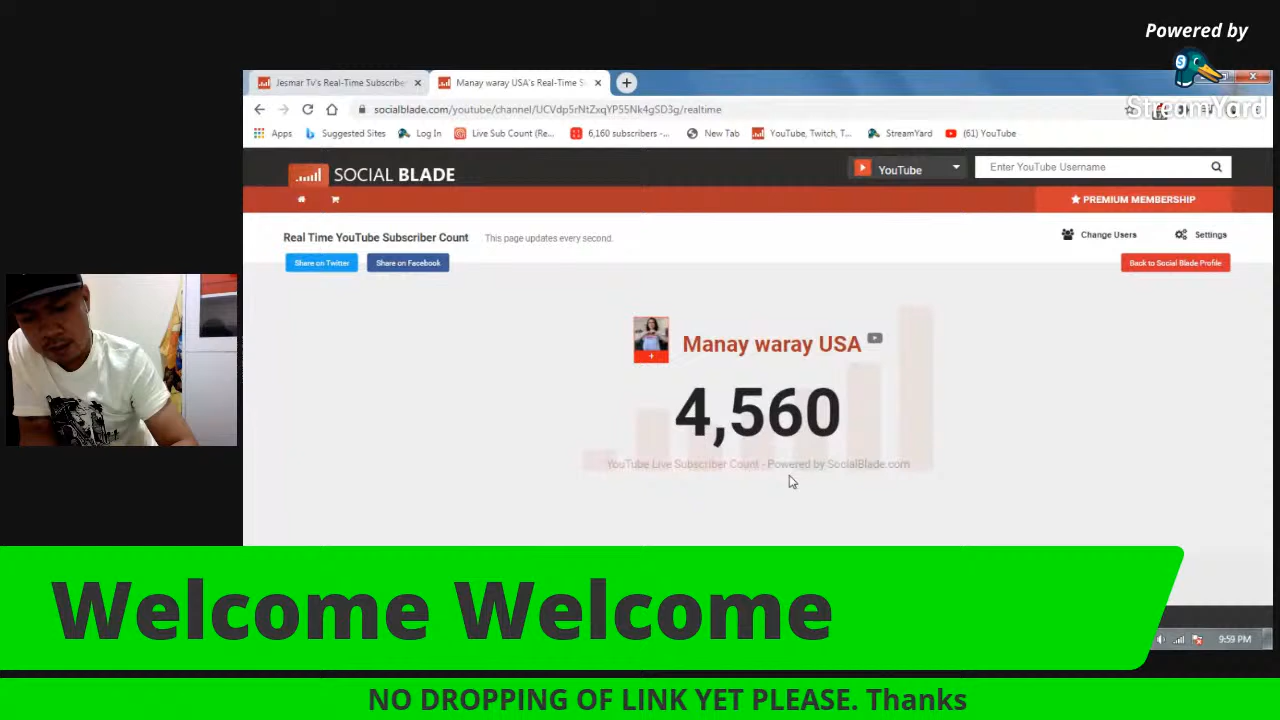 Powered by
StreamYard
Jesmar Tv's Real-Time Subscribe
Manay waray USA's Real-Time S
socialblade.com/youtube/channel/UCVdp5rNtZxqYP55Nk4gSD3g/realtime
Apps
Suggested Sites
Log In
Live Sub Count (Re...
6,160 subscribers -...
New Tab
YouTube, Twitch, T...
StreamYard
(61) YouTube
SOCIAL BLADE
YouTube
Enter YouTube Username
PREMIUM MEMBERSHIP
Real Time YouTube Subscriber Count
This page updates every second.
Change Users
Settings
Share on Twitter
Share on Facebook
Back to Social Blade Profile
Manay waray USA
4,560
YouTube Live Subscriber Count - Powered by SocialBlade.com
Welcome Welcome
9:59 PM
NO DROPPING OF LINK YET PLEASE. Thanks